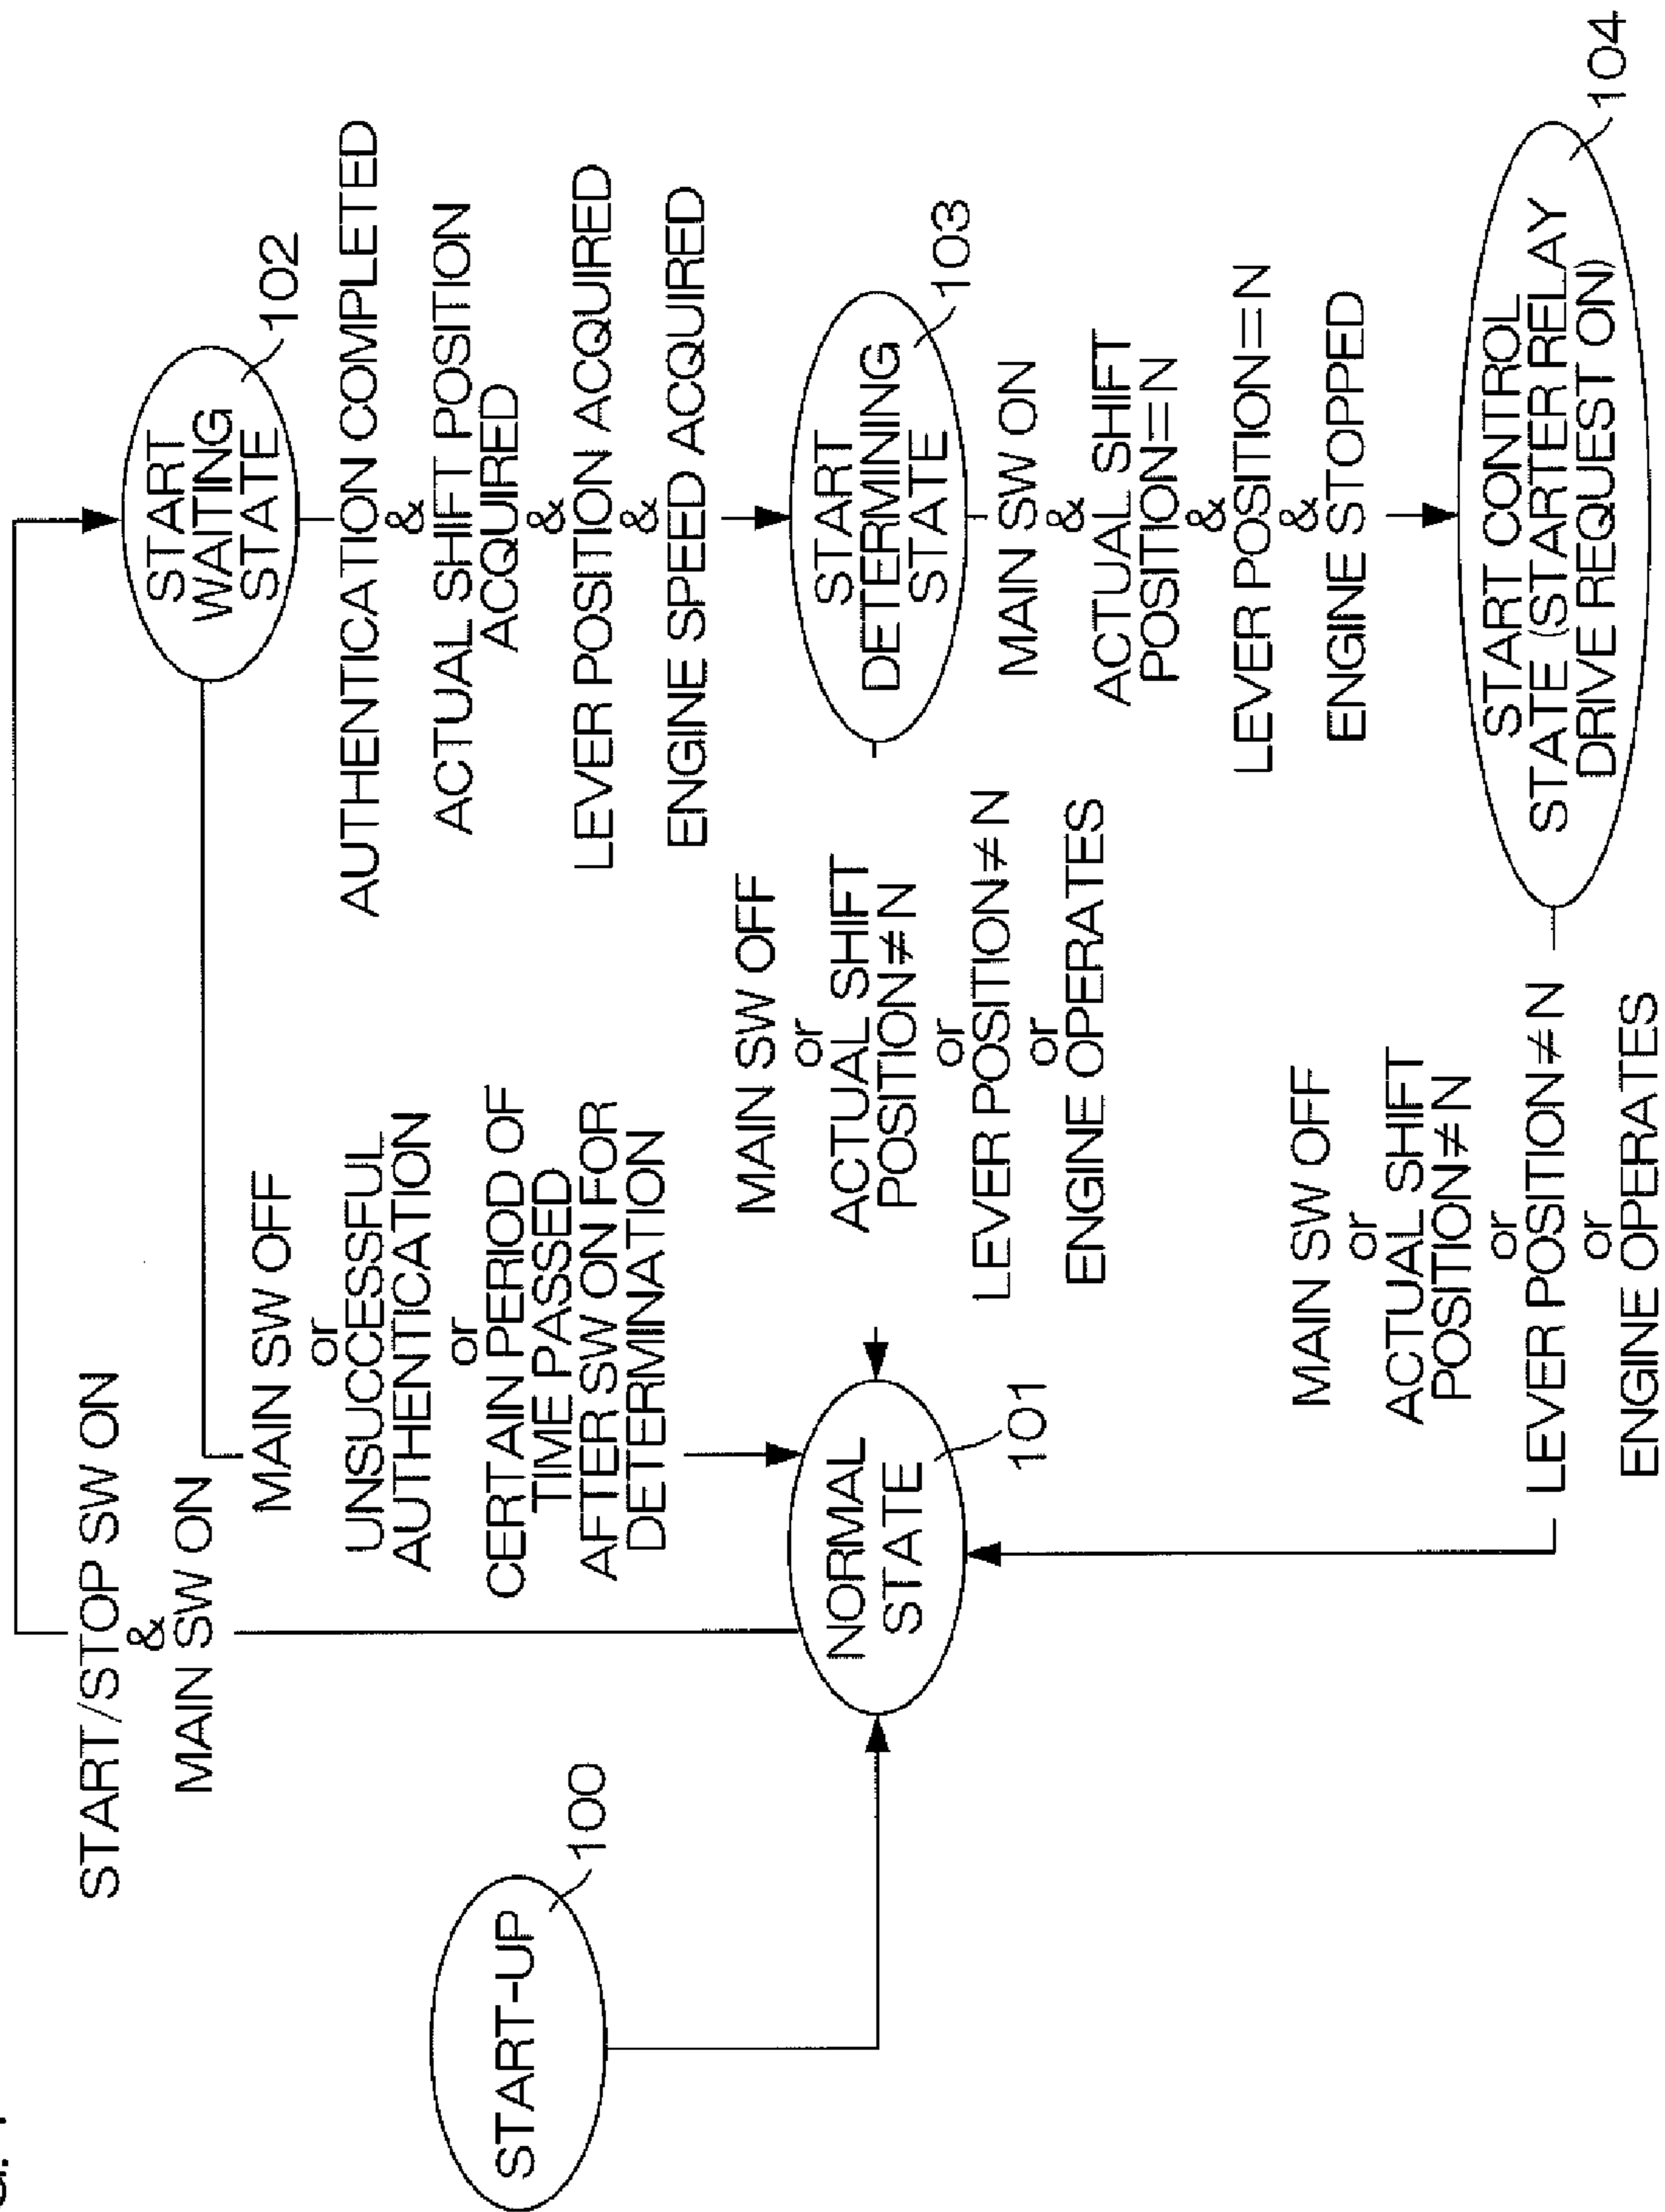 START/STOP SW ON
&
MAIN SW ON
START
WAITING
STATE
102
MAIN SW OFF
or
UNSUCCESSFUL
AUTHENTICATION
or
CERTAIN PERIOD OF
TIME PASSED
AFTER SW ON FOR
DETERMINATION
AUTHENTICATION COMPLETED
&
ACTUAL SHIFT POSITION
ACQUIRED
&
LEVER POSITION ACQUIRED
&
ENGINE SPEED ACQUIRED
START-UP
100
NORMAL
STATE
101
MAIN SW OFF
or
ACTUAL SHIFT
POSITION≠N
or
LEVER POSITION≠N
or
ENGINE OPERATES
START
DETERMINING
STATE
103
MAIN SW ON
&
ACTUAL SHIFT
POSITION=N
&
LEVER POSITION=N
&
ENGINE STOPPED
MAIN SW OFF
or
ACTUAL SHIFT
POSITION≠N
or
LEVER POSITION≠N
or
ENGINE OPERATES
START CONTROL
STATE (STARTER RELAY
DRIVE REQUEST ON)
104